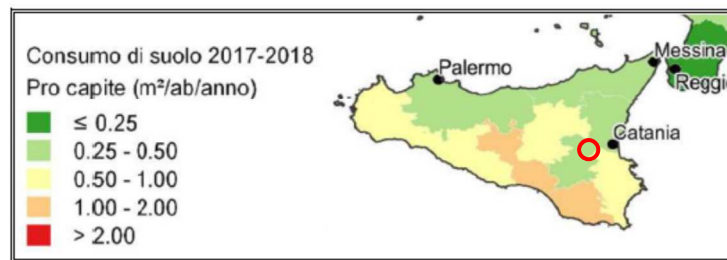 Consumo di suolo 2017-2018
Pro capite (m²/ab/anno)
≤ 0.25
0.25 - 0.50
0.50 - 1.00
1.00 - 2.00
> 2.00
Palermo
Messina
Reggio
Catania